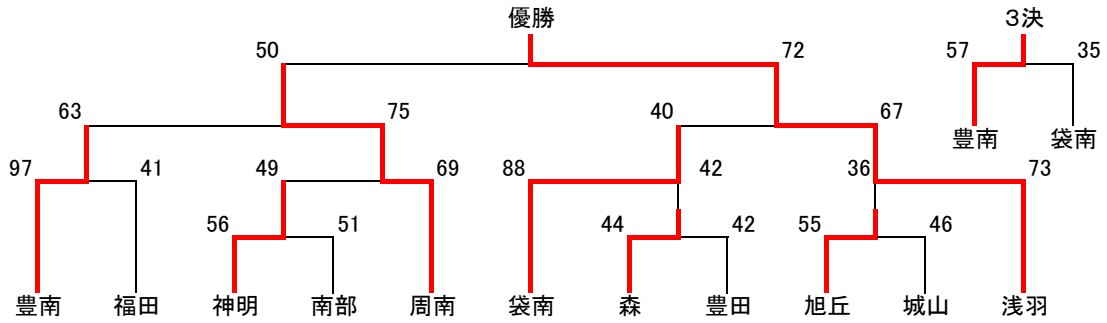 優勝 3決
50 72 57 35
63 75 40 67
豊南 袋南
97 41 49 69 88 42 36 73
56 51 44 42 55 46
豊南 福田 神明 南部 周南 袋南 森 豊田 旭丘 城山 浅羽